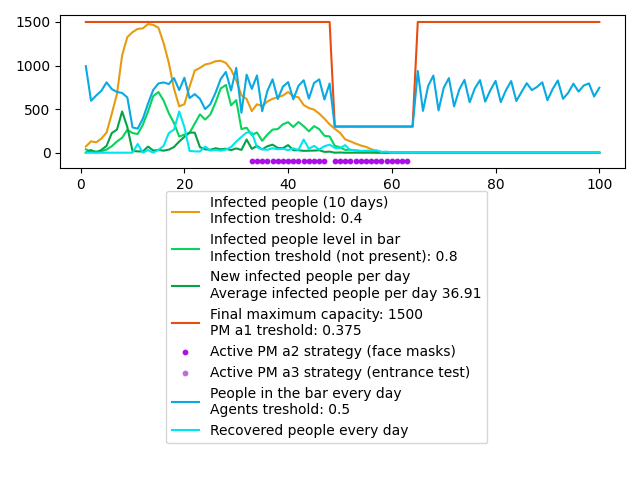 1500
1000
500
0
0 20 40 60 80 100
Infected people (10 days)
Infection treshold: 0.4
Infected people level in bar
Infection treshold (not present): 0.8
New infected people per day
Average infected people per day 36.91
Final maximum capacity: 1500
PM a1 treshold: 0.375
Active PM a2 strategy (face masks)
Active PM a3 strategy (entrance test)
People in the bar every day
Agents treshold: 0.5
Recovered people every day